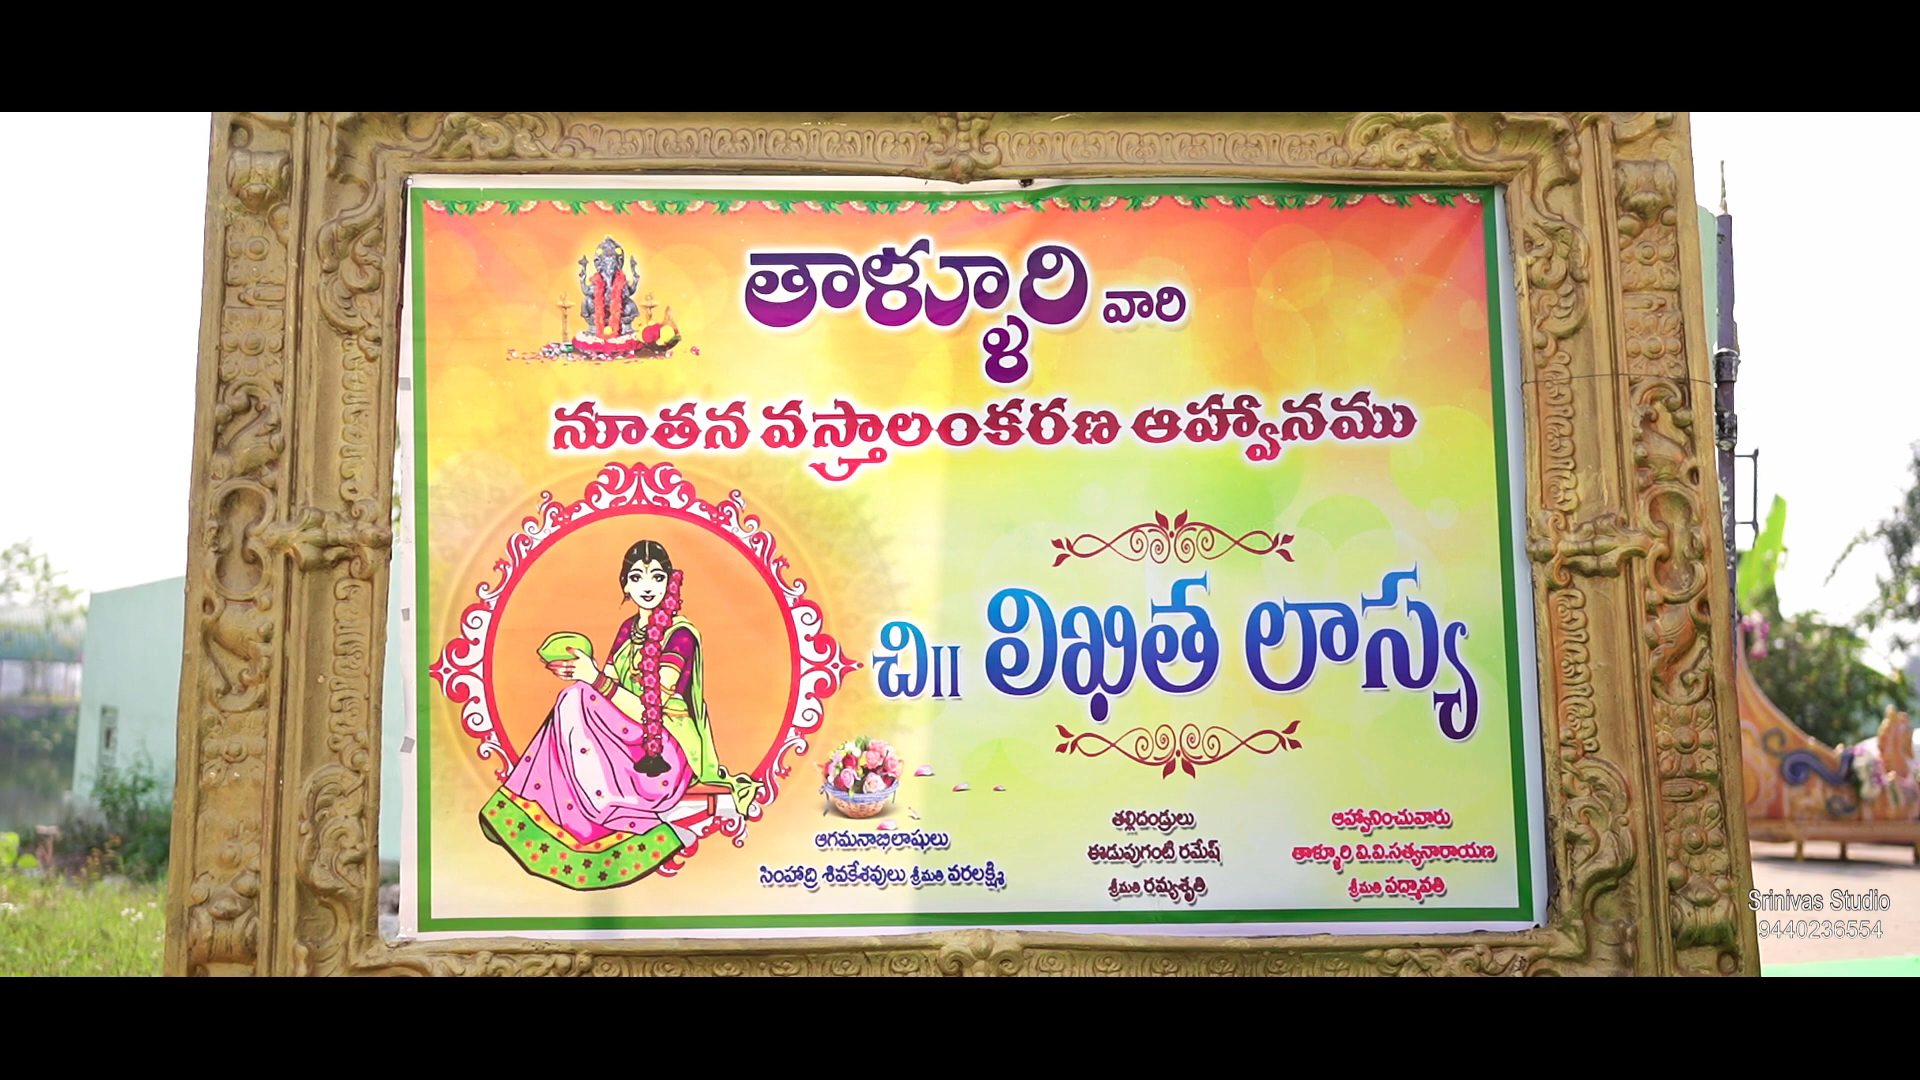 తాళ్ళూరి వారి
నూతన వస్త్రాలంకరణ ఆహ్వానము
చి॥ లిఖిత లాస్య
ఆగమనాభిలాషులు
సింహాద్రి శివకేశవులు శ్రీమతి వరలక్ష్మి
తల్లిదండ్రులు
ఈడుపుగంటి రమేష్
శ్రీమతి రమ్యశృతి
ఆహ్వానించువారు
తాళ్ళూరి వి.వి.సత్యనారాయణ
శ్రీమతి పద్మావతి
Srinivas Studio
9440236554